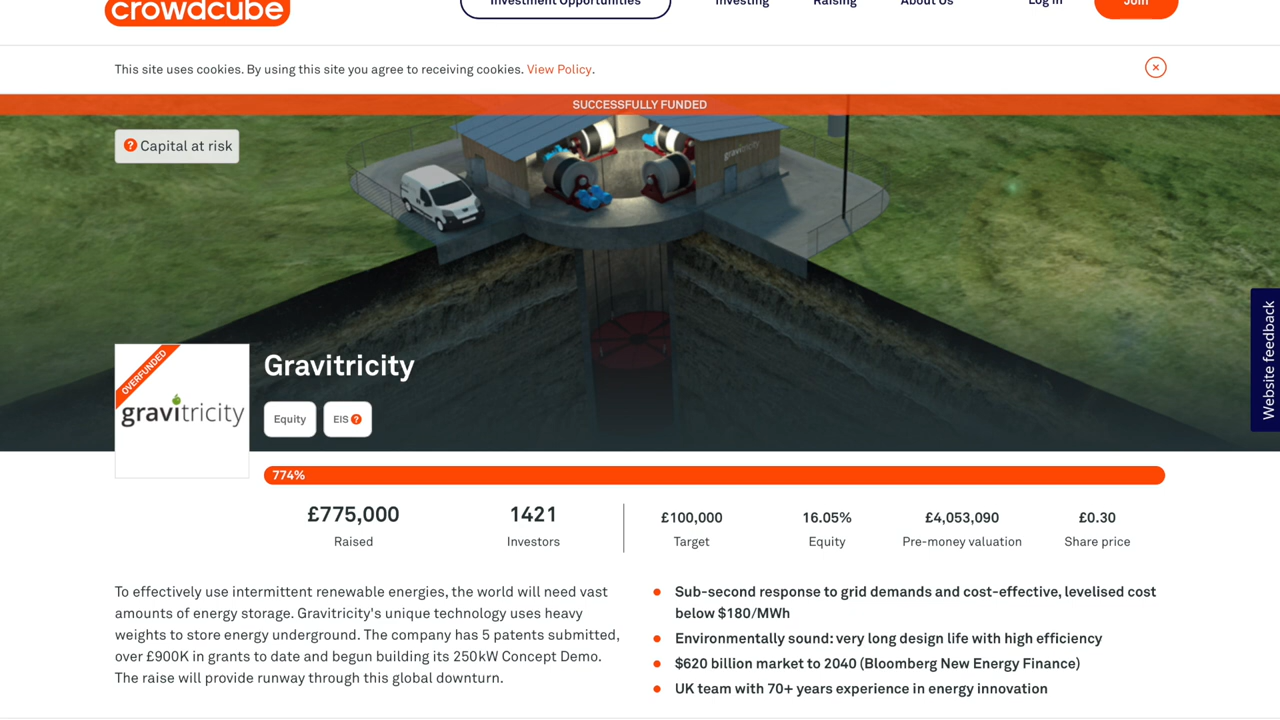 crowdcube
Investment Opportunities
Investing
Raising
About Us
Log in
Join
This site uses cookies. By using this site you agree to receiving cookies. View Policy.
SUCCESSFULLY FUNDED
? Capital at risk
gravitricity
Website feedback
OVERFUNDED
gravitricity
Gravitricity
Equity
EIS ?
774%
£775,000
Raised
1421
Investors
£100,000
Target
16.05%
Equity
£4,053,090
Pre-money valuation
£0.30
Share price
To effectively use intermittent renewable energies, the world will need vast
amounts of energy storage. Gravitricity's unique technology uses heavy
weights to store energy underground. The company has 5 patents submitted,
over £900K in grants to date and begun building its 250kW Concept Demo.
The raise will provide runway through this global downturn.
Sub-second response to grid demands and cost-effective, levelised cost
below $180/MWh
Environmentally sound: very long design life with high efficiency
$620 billion market to 2040 (Bloomberg New Energy Finance)
UK team with 70+ years experience in energy innovation